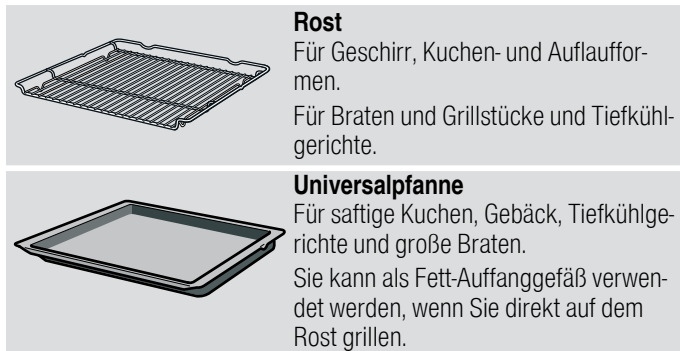 Rost
Für Geschirr, Kuchen- und Auflauffor-
men.
Für Braten und Grillstücke und Tiefkühl-
gerichte.
Universalpfanne
Für saftige Kuchen, Gebäck, Tiefkühlge-
richte und große Braten.
Sie kann als Fett-Auffanggefäß verwen-
det werden, wenn Sie direkt auf dem
Rost grillen.